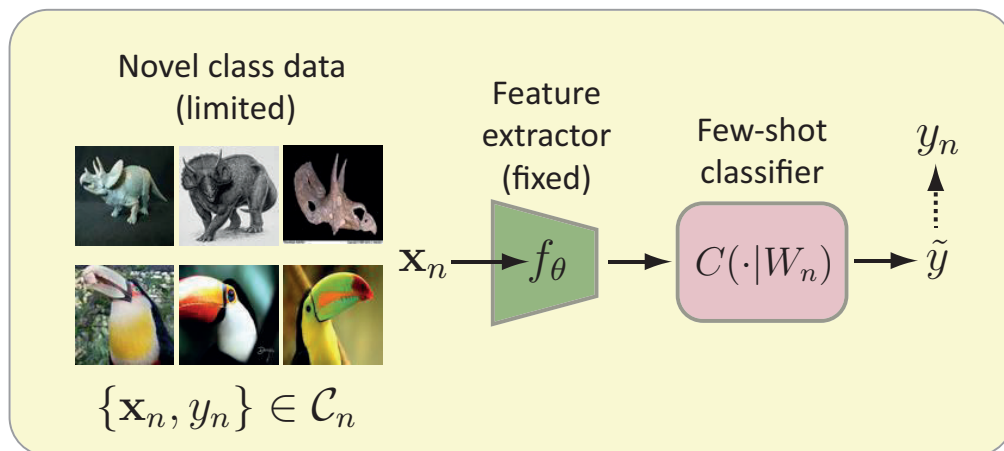 Novel class data
(limited)
Feature
extractor
(fixed)
Few-shot
classifier
y_n
x_n
f_θ
C(·|W_n)
ỹ
{x_n, y_n} ∈ C_n